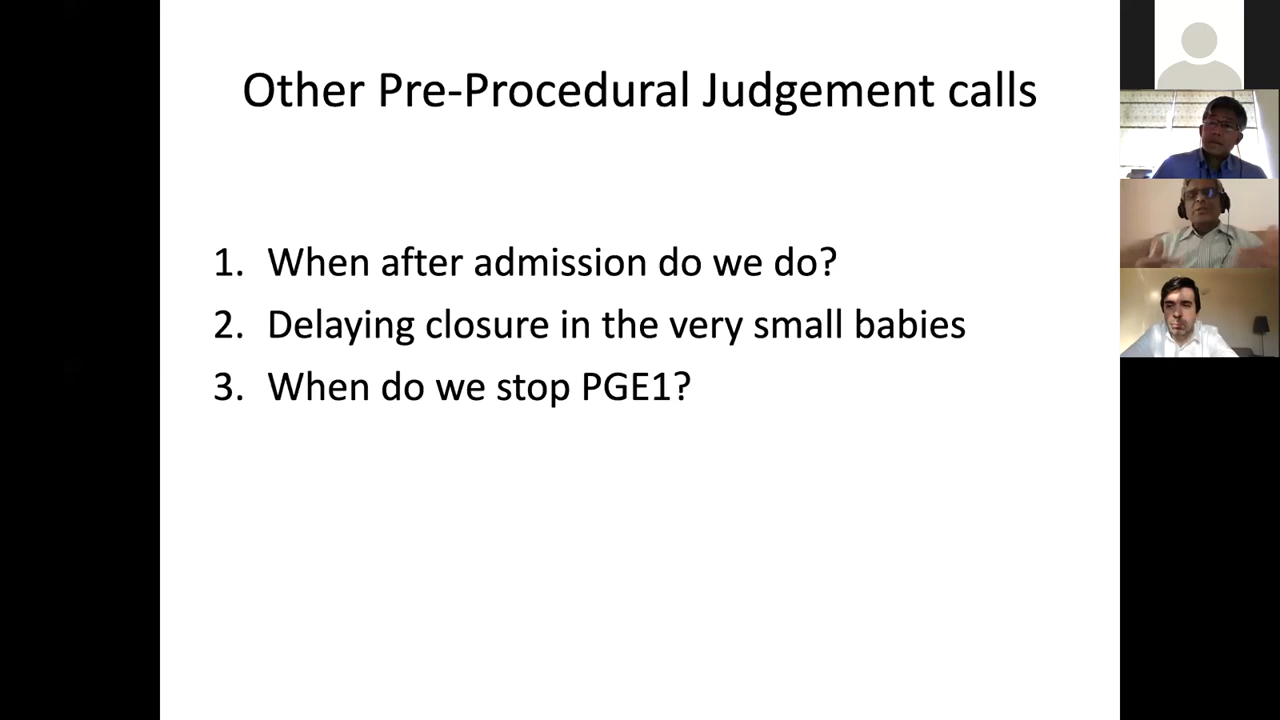 Other Pre-Procedural Judgement calls
1. When after admission do we do?
2. Delaying closure in the very small babies
3. When do we stop PGE1?